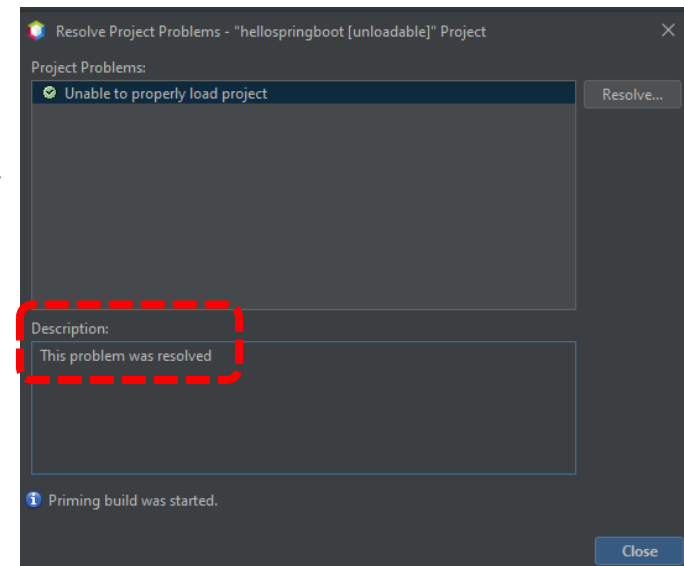 Resolve Project Problems - "hellospringboot [unloadable]" Project
Project Problems:
Unable to properly load project
Resolve...
Description:
This problem was resolved
Priming build was started.
Close